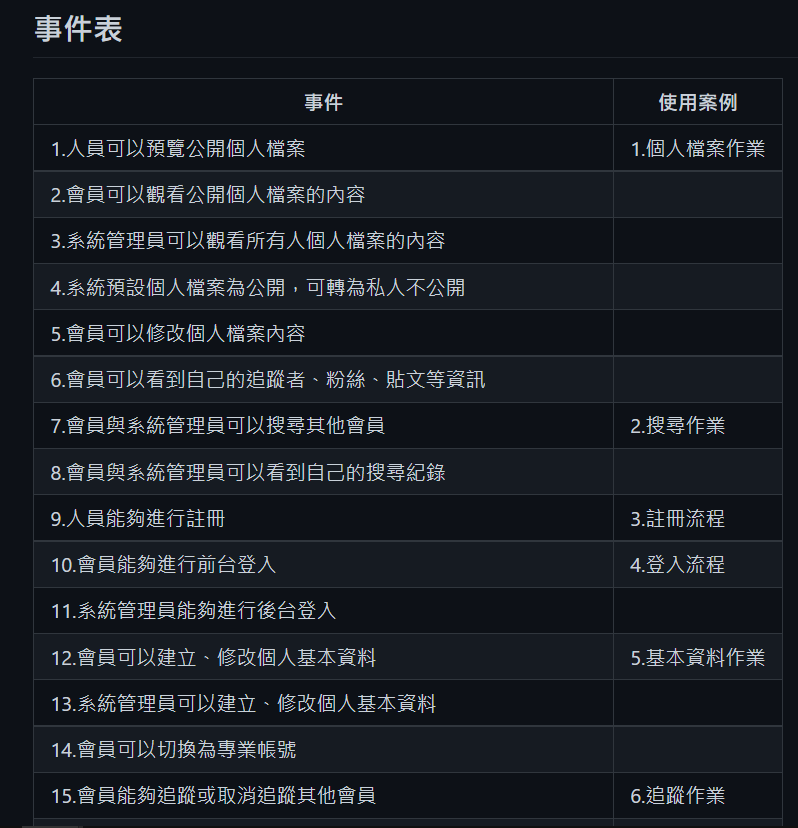 事件表
事件 使用案例
1.人員可以預覽公開個人檔案 1.個人檔案作業
2.會員可以觀看公開個人檔案的內容
3.系統管理員可以觀看所有人個人檔案的內容
4.系統預設個人檔案為公開，可轉為私人不公開
5.會員可以修改個人檔案內容
6.會員可以看到自己的追蹤者、粉絲、貼文等資訊
7.會員與系統管理員可以搜尋其他會員 2.搜尋作業
8.會員與系統管理員可以看到自己的搜尋紀錄
9.人員能夠進行註冊 3.註冊流程
10.會員能夠進行前台登入 4.登入流程
11.系統管理員能夠進行後台登入
12.會員可以建立、修改個人基本資料 5.基本資料作業
13.系統管理員可以建立、修改個人基本資料
14.會員可以切換為專業帳號
15.會員能夠追蹤或取消追蹤其他會員 6.追蹤作業